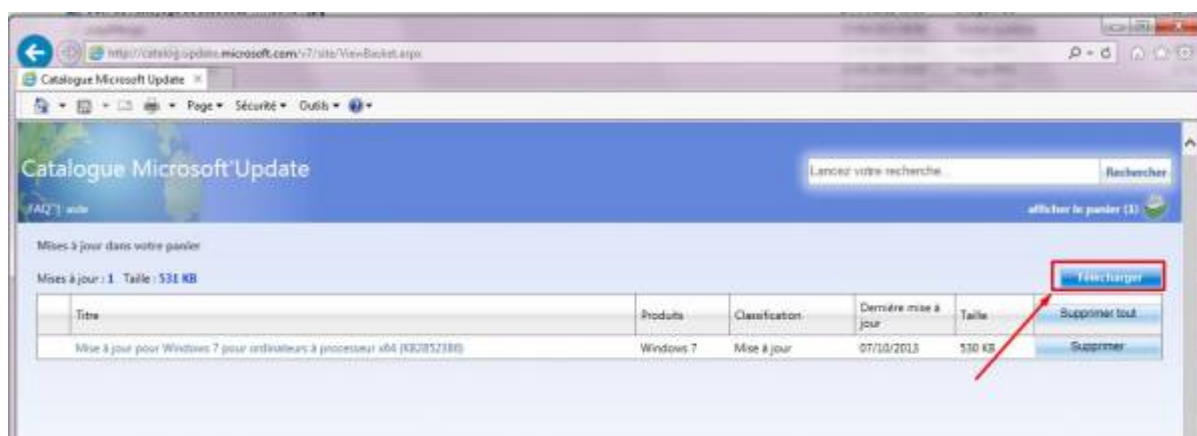 http://catalog.update.microsoft.com/v7/site/ViewBasket.aspx
Catalogue Microsoft Update
Page Sécurité Outils
Catalogue Microsoft Update
Lancez votre recherche... Rechercher
FAQ | aide afficher le panier (1)
Mises à jour dans votre panier
Mises à jour : 1 Taille : 531 KB
Télécharger
Titre Produits Classification Dernière mise à jour Taille Supprimer tout
Mise à jour pour Windows 7 pour ordinateurs à processeur x64 (KB2852386) Windows 7 Mise à jour 07/10/2013 530 KB Supprimer